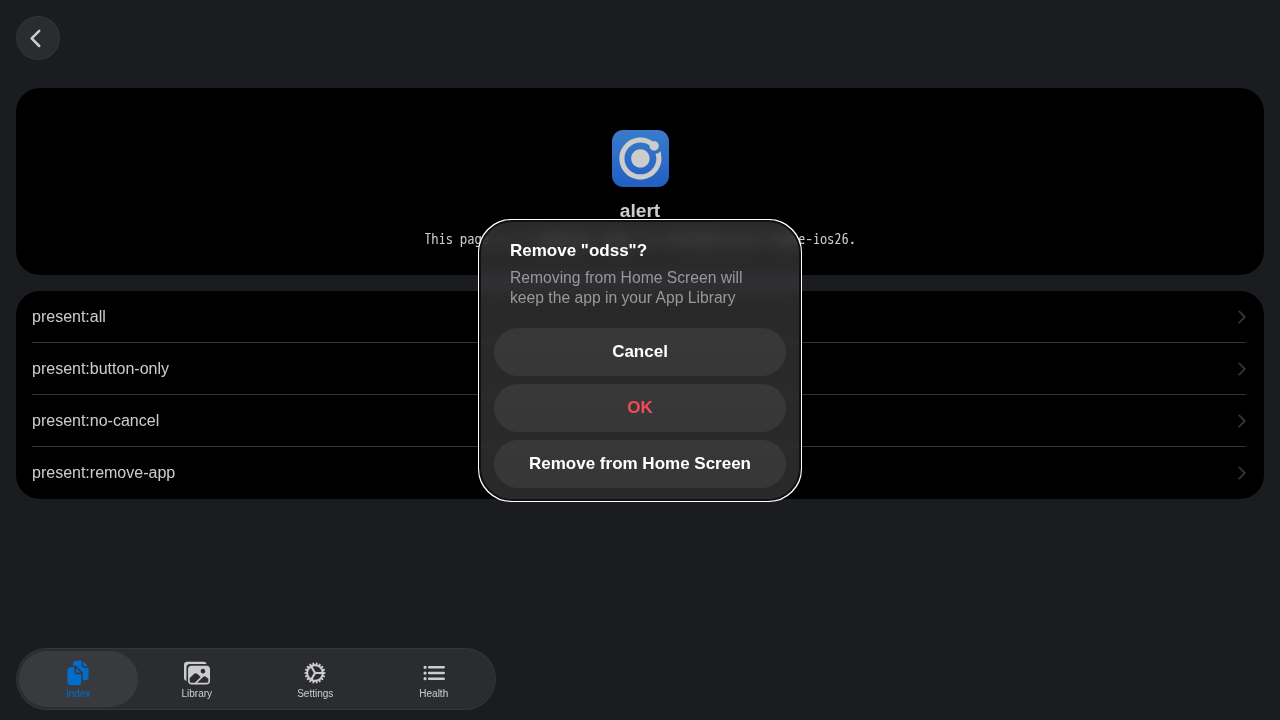 alert
This pag
e-ios26.
Remove "odss"?
Removing from Home Screen will
keep the app in your App Library
Cancel
OK
Remove from Home Screen
present:all
present:button-only
present:no-cancel
present:remove-app
Index
Library
Settings
Health